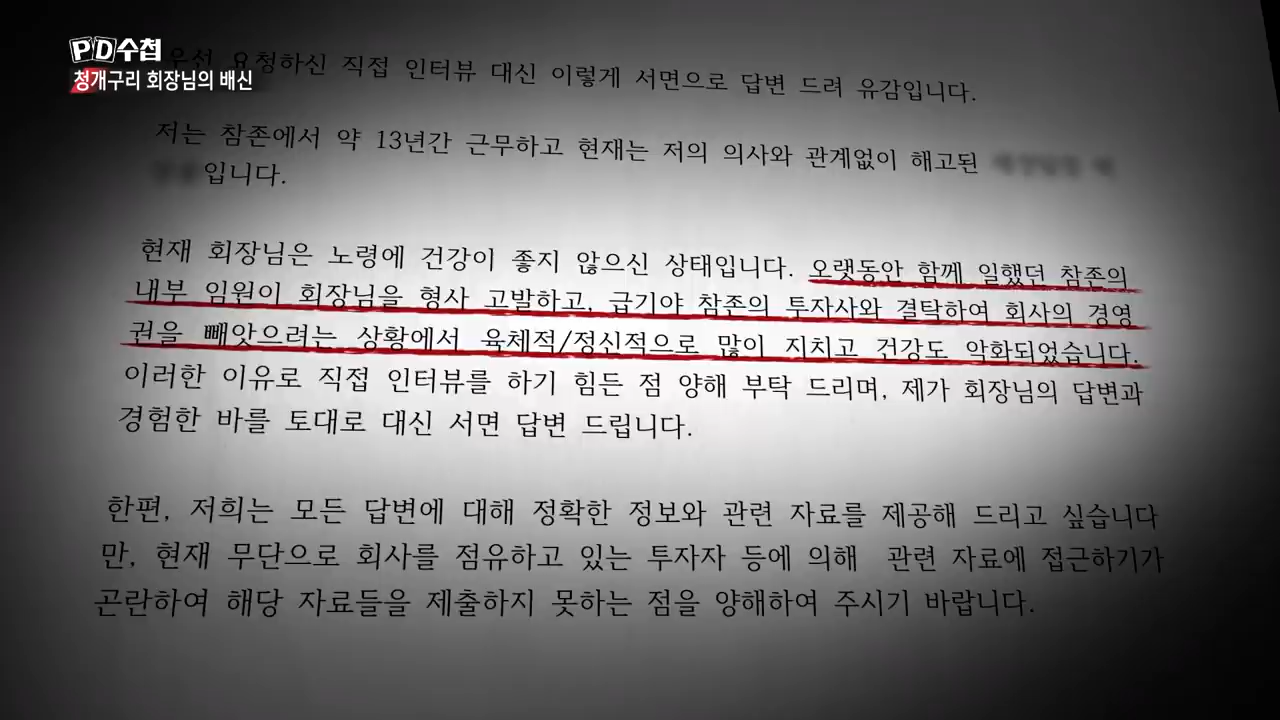 PD수첩
청개구리 회장님의 배신
우선 요청하신 직접 인터뷰 대신 이렇게 서면으로 답변 드려 유감입니다.
저는 참존에서 약 13년간 근무하고 현재는 저의 의사와 관계없이 해고된
입니다.
현재 회장님은 노령에 건강이 좋지 않으신 상태입니다. 오랫동안 함께 일했던 참존의
내부 임원이 회장님을 형사 고발하고, 급기야 참존의 투자사와 결탁하여 회사의 경영
권을 빼앗으려는 상황에서 육체적/정신적으로 많이 지치고 건강도 악화되었습니다.
이러한 이유로 직접 인터뷰를 하기 힘든 점 양해 부탁 드리며, 제가 회장님의 답변과
경험한 바를 토대로 대신 서면 답변 드립니다.
한편, 저희는 모든 답변에 대해 정확한 정보와 관련 자료를 제공해 드리고 싶습니다
만, 현재 무단으로 회사를 점유하고 있는 투자자 등에 의해 관련 자료에 접근하기가
곤란하여 해당 자료들을 제출하지 못하는 점을 양해하여 주시기 바랍니다.